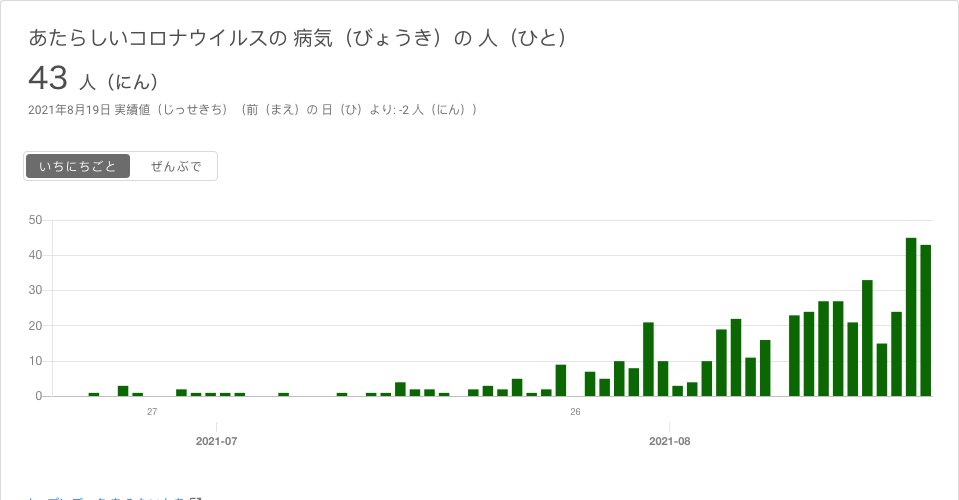 あたらしいコロナウイルスの 病気（びょうき）の 人（ひと）
43 人（にん）
2021年8月19日 実績値（じっせきち）（前（まえ）の 日（ひ）より: -2 人（にん））
いちにちごと ぜんぶで
50
40
30
20
10
0
27 26
2021-07 2021-08